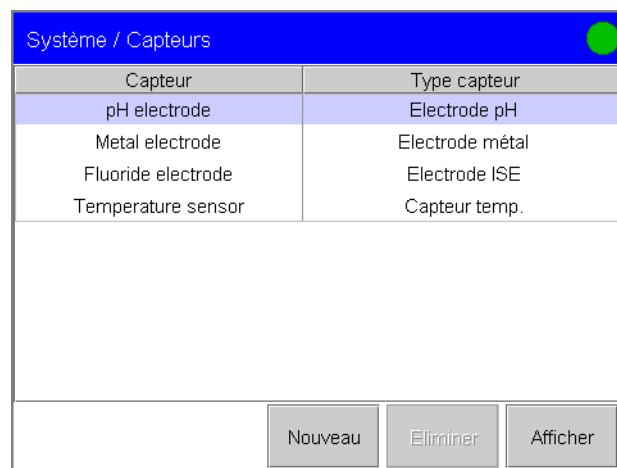 Système / Capteurs
Capteur Type capteur
pH electrode Electrode pH
Metal electrode Electrode métal
Fluoride electrode Electrode ISE
Temperature sensor Capteur temp.
Nouveau Eliminer Afficher